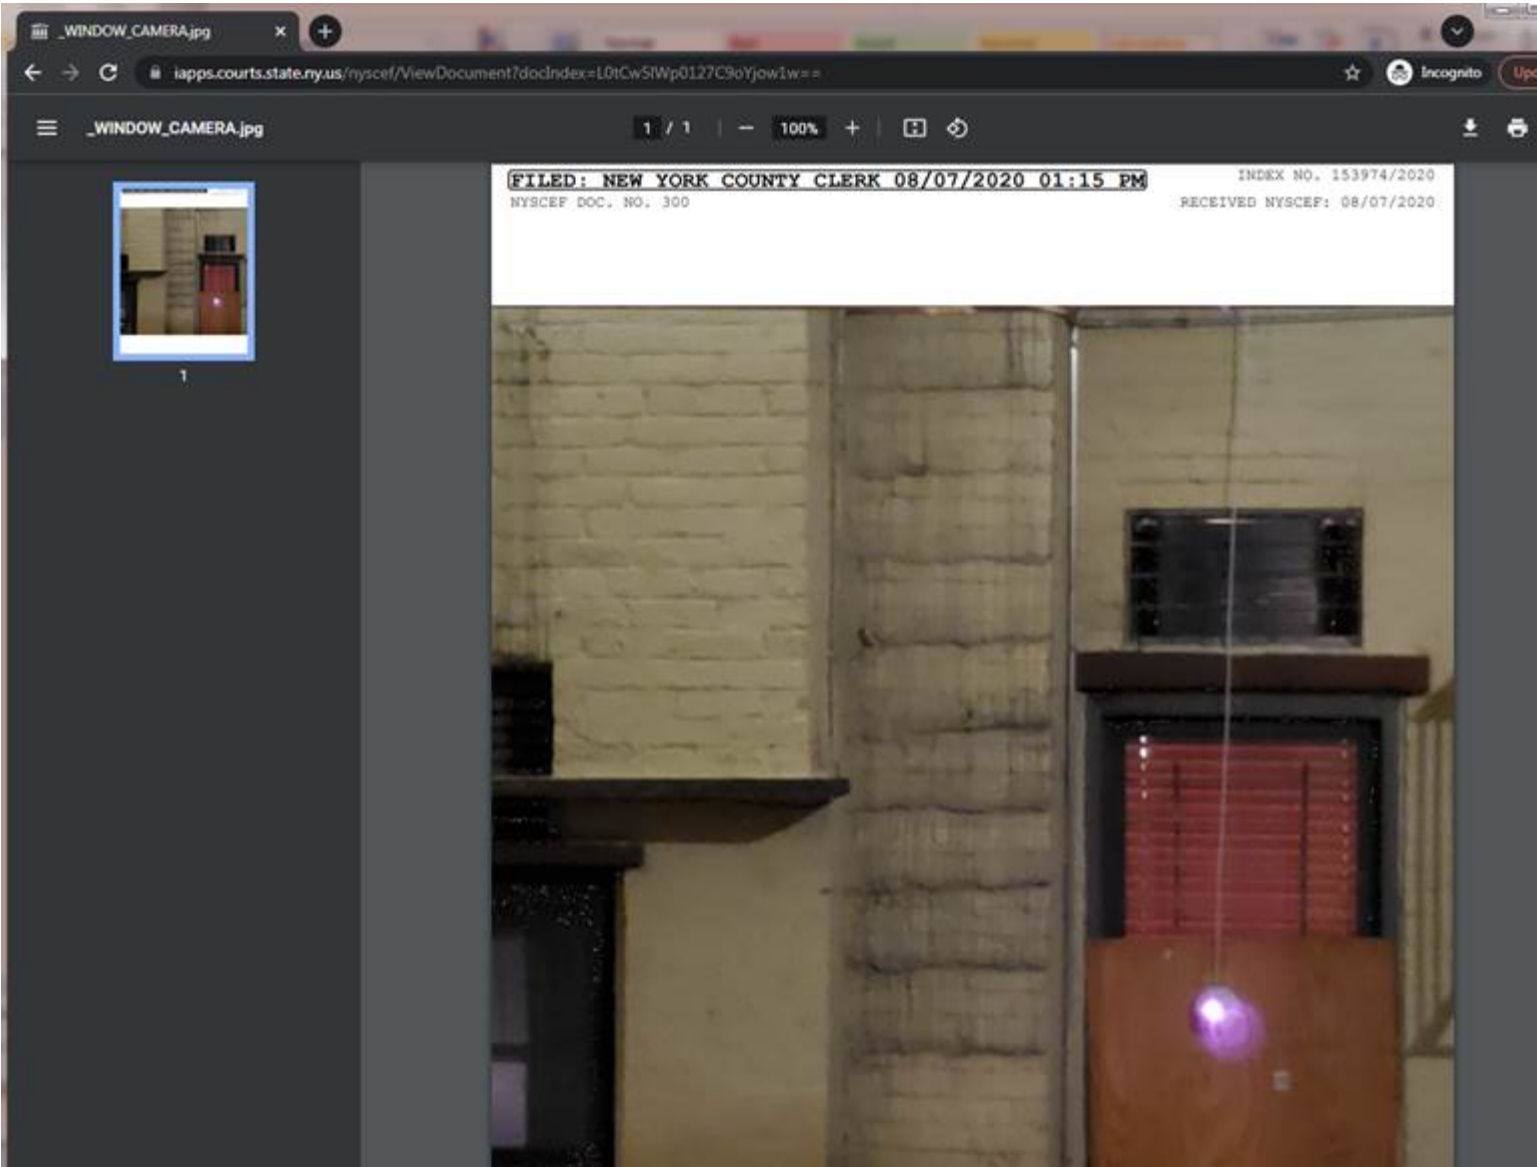 _WINDOW_CAMERA.jpg
iapps.courts.state.ny.us/nyscef/ViewDocument?docIndex=
Incognito
_WINDOW_CAMERA.jpg
1 / 1
100%
FILED: NEW YORK COUNTY CLERK 08/07/2020 01:15 PM
INDEX NO. 153974/2020
NYSCEF DOC. NO. 300
RECEIVED NYSCEF: 08/07/2020
1